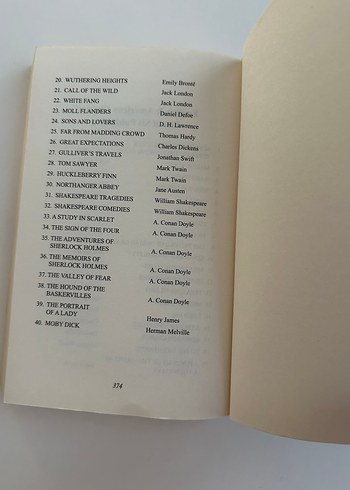 20. WUTHERING HEIGHTS Emily Brontë
21. CALL OF THE WILD Jack London
22. WHITE FANG Jack London
23. MOLL FLANDERS Daniel Defoe
24. SONS AND LOVERS D. H. Lawrence
25. FAR FROM MADDING CROWD Thomas Hardy
26. GREAT EXPECTATIONS Charles Dickens
27. GULLIVER'S TRAVELS Jonathan Swift
28. TOM SAWYER Mark Twain
29. HUCKLEBERRY FINN Mark Twain
30. NORTHANGER ABBEY Jane Austen
31. SHAKESPEARE TRAGEDIES William Shakespeare
32. SHAKESPEARE COMEDIES William Shakespeare
33. A STUDY IN SCARLET A. Conan Doyle
34. THE SIGN OF THE FOUR A. Conan Doyle
35. THE ADVENTURES OF
SHERLOCK HOLMES A. Conan Doyle
36. THE MEMOIRS OF
SHERLOCK HOLMES A. Conan Doyle
37. THE VALLEY OF FEAR A. Conan Doyle
38. THE HOUND OF THE
BASKERVILLES A. Conan Doyle
39. THE PORTRAIT
OF A LADY Henry James
40. MOBY DICK Herman Melville
374